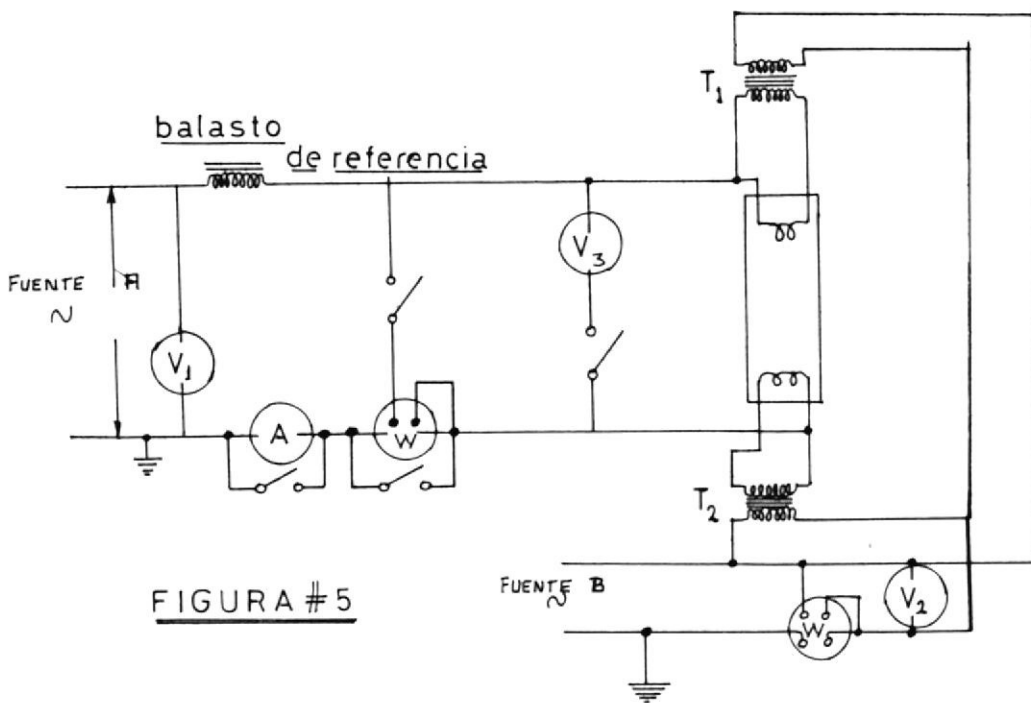 T1
balasto
de referencia
FUENTE A
~
V1
V3
A
W
T2
FUENTE B
~
W
V2
FIGURA #5